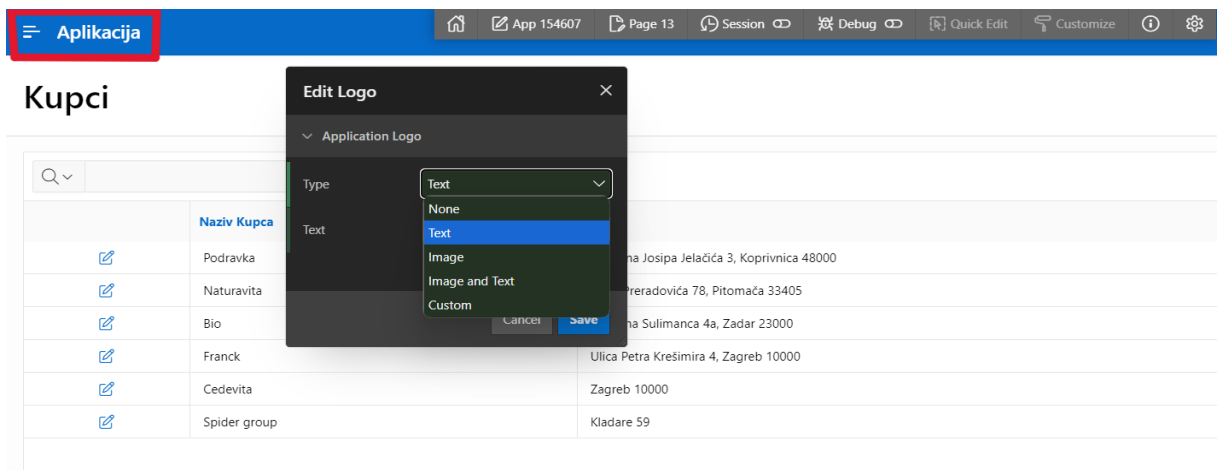 Aplikacija App 154607 Page 13 Session Debug Quick Edit Customize
Kupci
Edit Logo
Application Logo
Type Text
None
Text
Image
Image and Text
Custom
Text
Cancel Save
Naziv Kupca
Podravka na Josipa Jelačića 3, Koprivnica 48000
Naturavita Preradovića 78, Pitomača 33405
Bio na Sulimanca 4a, Zadar 23000
Franck Ulica Petra Krešimira 4, Zagreb 10000
Cedevita Zagreb 10000
Spider group Kladare 59